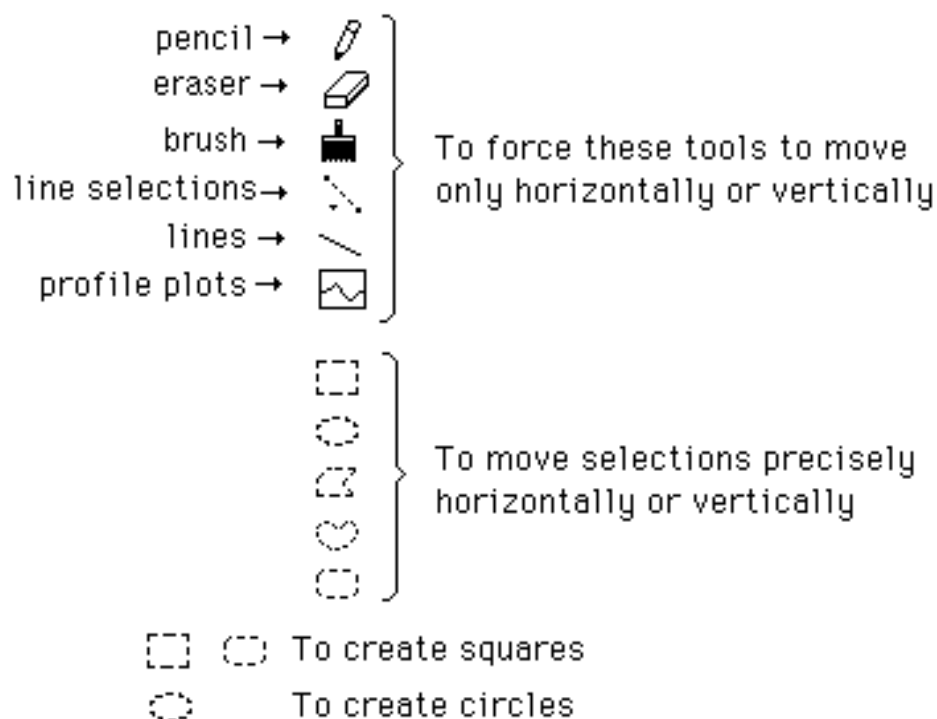 pencil →
eraser →
brush →
line selections→
lines →
profile plots →
To force these tools to move
only horizontally or vertically
To move selections precisely
horizontally or vertically
To create squares
To create circles